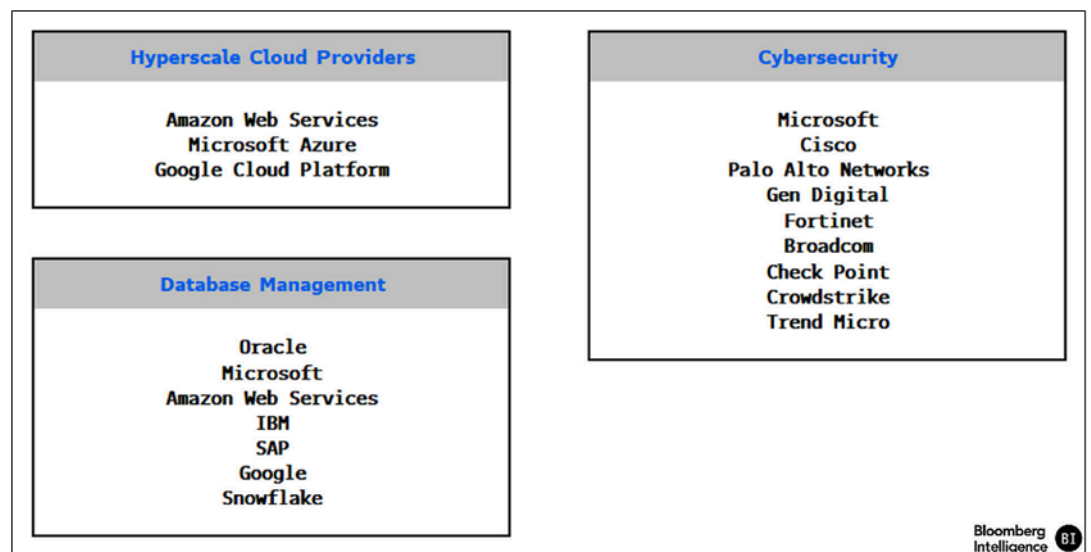 Hyperscale Cloud Providers
Amazon Web Services
Microsoft Azure
Google Cloud Platform
Database Management
Oracle
Microsoft
Amazon Web Services
IBM
SAP
Google
Snowflake
Cybersecurity
Microsoft
Cisco
Palo Alto Networks
Gen Digital
Fortinet
Broadcom
Check Point
Crowdstrike
Trend Micro
Bloomberg
Intelligence
BI